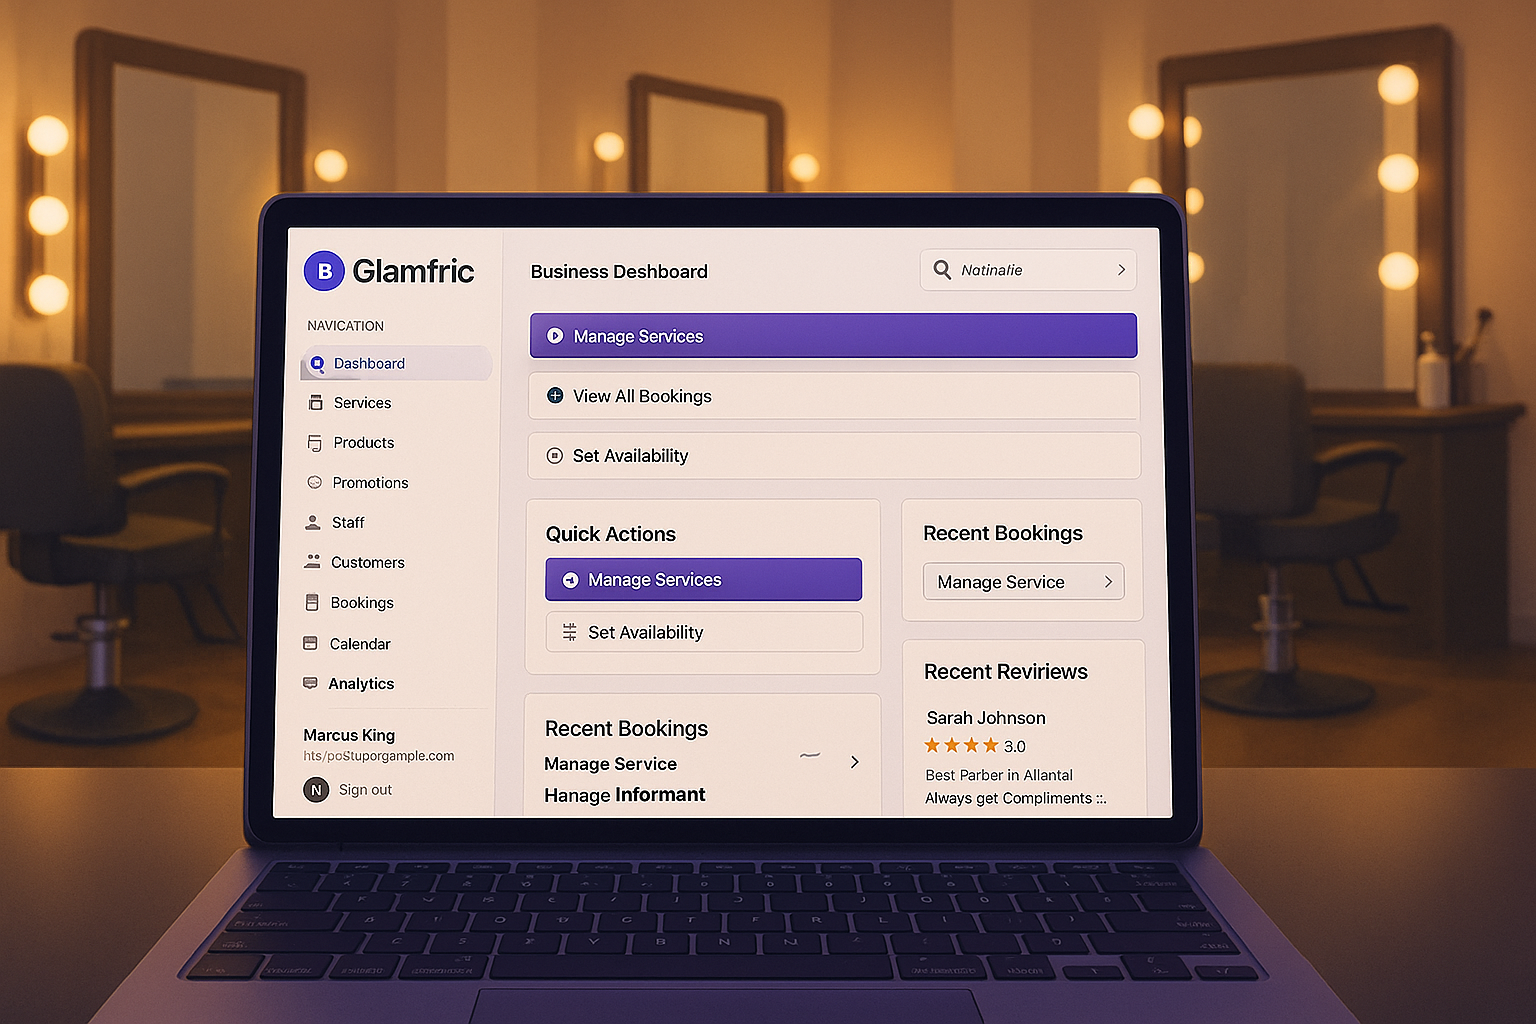 B Glamfric
NAVICATION
Dashboard
Services
Products
Promotions
Staff
Customers
Bookings
Calendar
Analytics
Marcus King
hts/poStuporgample.com
N Sign out
Business Deshboard
Natinalie
Manage Services
View All Bookings
Set Availability
Quick Actions
Manage Services
Set Availability
Recent Bookings
Manage Service
Hanage Informant
Recent Bookings
Manage Service
Recent Reviriews
Sarah Johnson
3.0
Best Parber in Allantal
Always get Compliments ::.